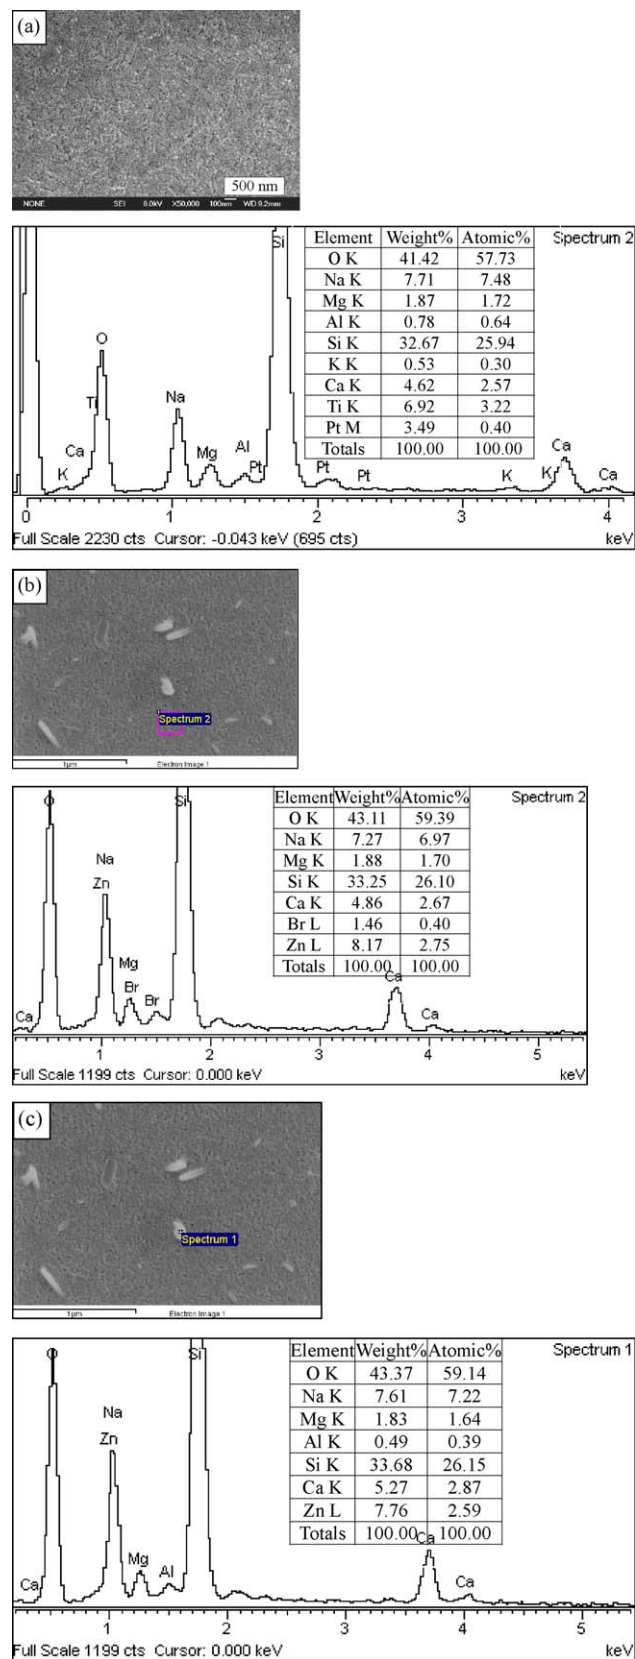 (a)
500 nm
NONE SEI 8.0kV X50,000 100nm WD 9.2mm
Element Weight% Atomic% Spectrum 2
O K 41.42 57.73
Na K 7.71 7.48
Mg K 1.87 1.72
Al K 0.78 0.64
Si K 32.67 25.94
K K 0.53 0.30
Ca K 4.62 2.57
Ti K 6.92 3.22
Pt M 3.49 0.40
Totals 100.00 100.00
Si
O
Ti
Na
Ca
Mg
Al
Pt
K
Pt
Pt
K
K
Ca
Ca
0 1 2 3 4
Full Scale 2230 cts Cursor: -0.043 keV (695 cts) keV
(b)
Spectrum 2
1µm Electron Image 1
Element Weight% Atomic% Spectrum 2
O K 43.11 59.39
Na K 7.27 6.97
Mg K 1.88 1.70
Si K 33.25 26.10
Ca K 4.86 2.67
Br L 1.46 0.40
Zn L 8.17 2.75
Totals 100.00 100.00
O
Si
Na
Zn
Mg
Br
Br
Ca
Ca
Ca
1 2 3 4 5
Full Scale 1199 cts Cursor: 0.000 keV keV
(c)
Spectrum 1
1µm Electron Image 1
Element Weight% Atomic% Spectrum 1
O K 43.37 59.14
Na K 7.61 7.22
Mg K 1.83 1.64
Al K 0.49 0.39
Si K 33.68 26.15
Ca K 5.27 2.87
Zn L 7.76 2.59
Totals 100.00 100.00
O
Si
Na
Zn
Mg
Al
Ca
Ca
Ca
1 2 3 4 5
Full Scale 1199 cts Cursor: 0.000 keV keV